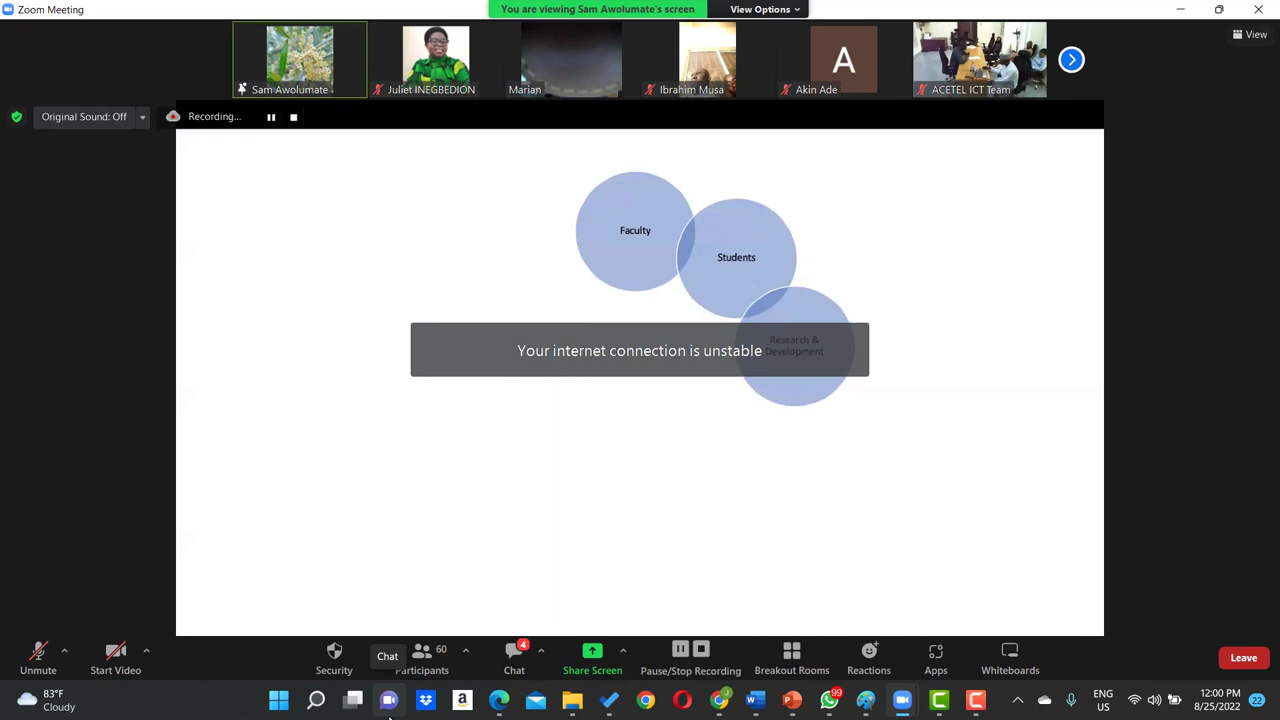 Zoom Meeting
You are viewing Sam Awolumate's screen
View Options
View
Sam Awolumate
Juliet INEGBEDION
Marian
Ibrahim Musa
A
Akin Ade
ACETEL ICT Team
Original Sound: Off
Recording...
Faculty
Students
Research &
Development
Your internet connection is unstable
Unmute
Start Video
Security
Chat
Participants
60
4
Chat
Share Screen
Pause/Stop Recording
Breakout Rooms
Reactions
Apps
Whiteboards
Leave
83°F
Cloudy
a
J
W
P
99
C
C
ENG
US
12:00 PM
8/25/2022
22